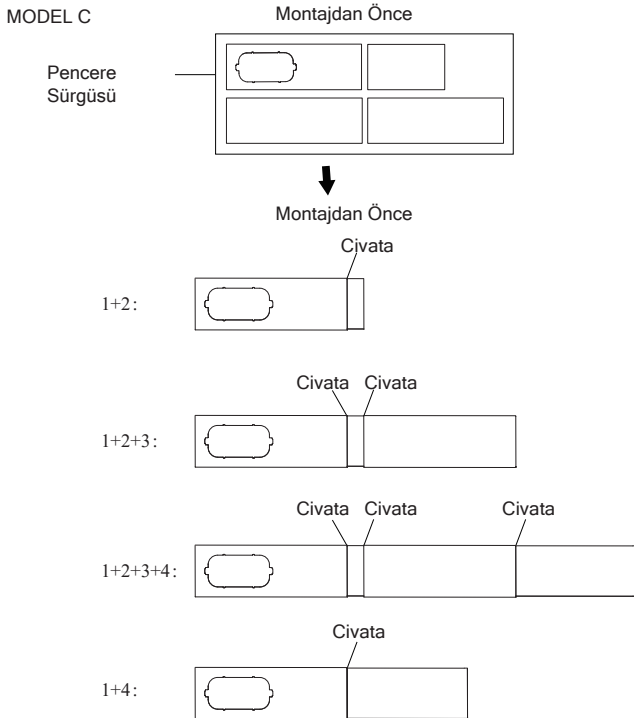 MODEL C
Montajdan Önce
Pencere
Sürgüsü
Montajdan Önce
Civata
1+2:
Civata Civata
1+2+3:
Civata Civata Civata
1+2+3+4:
Civata
1+4: